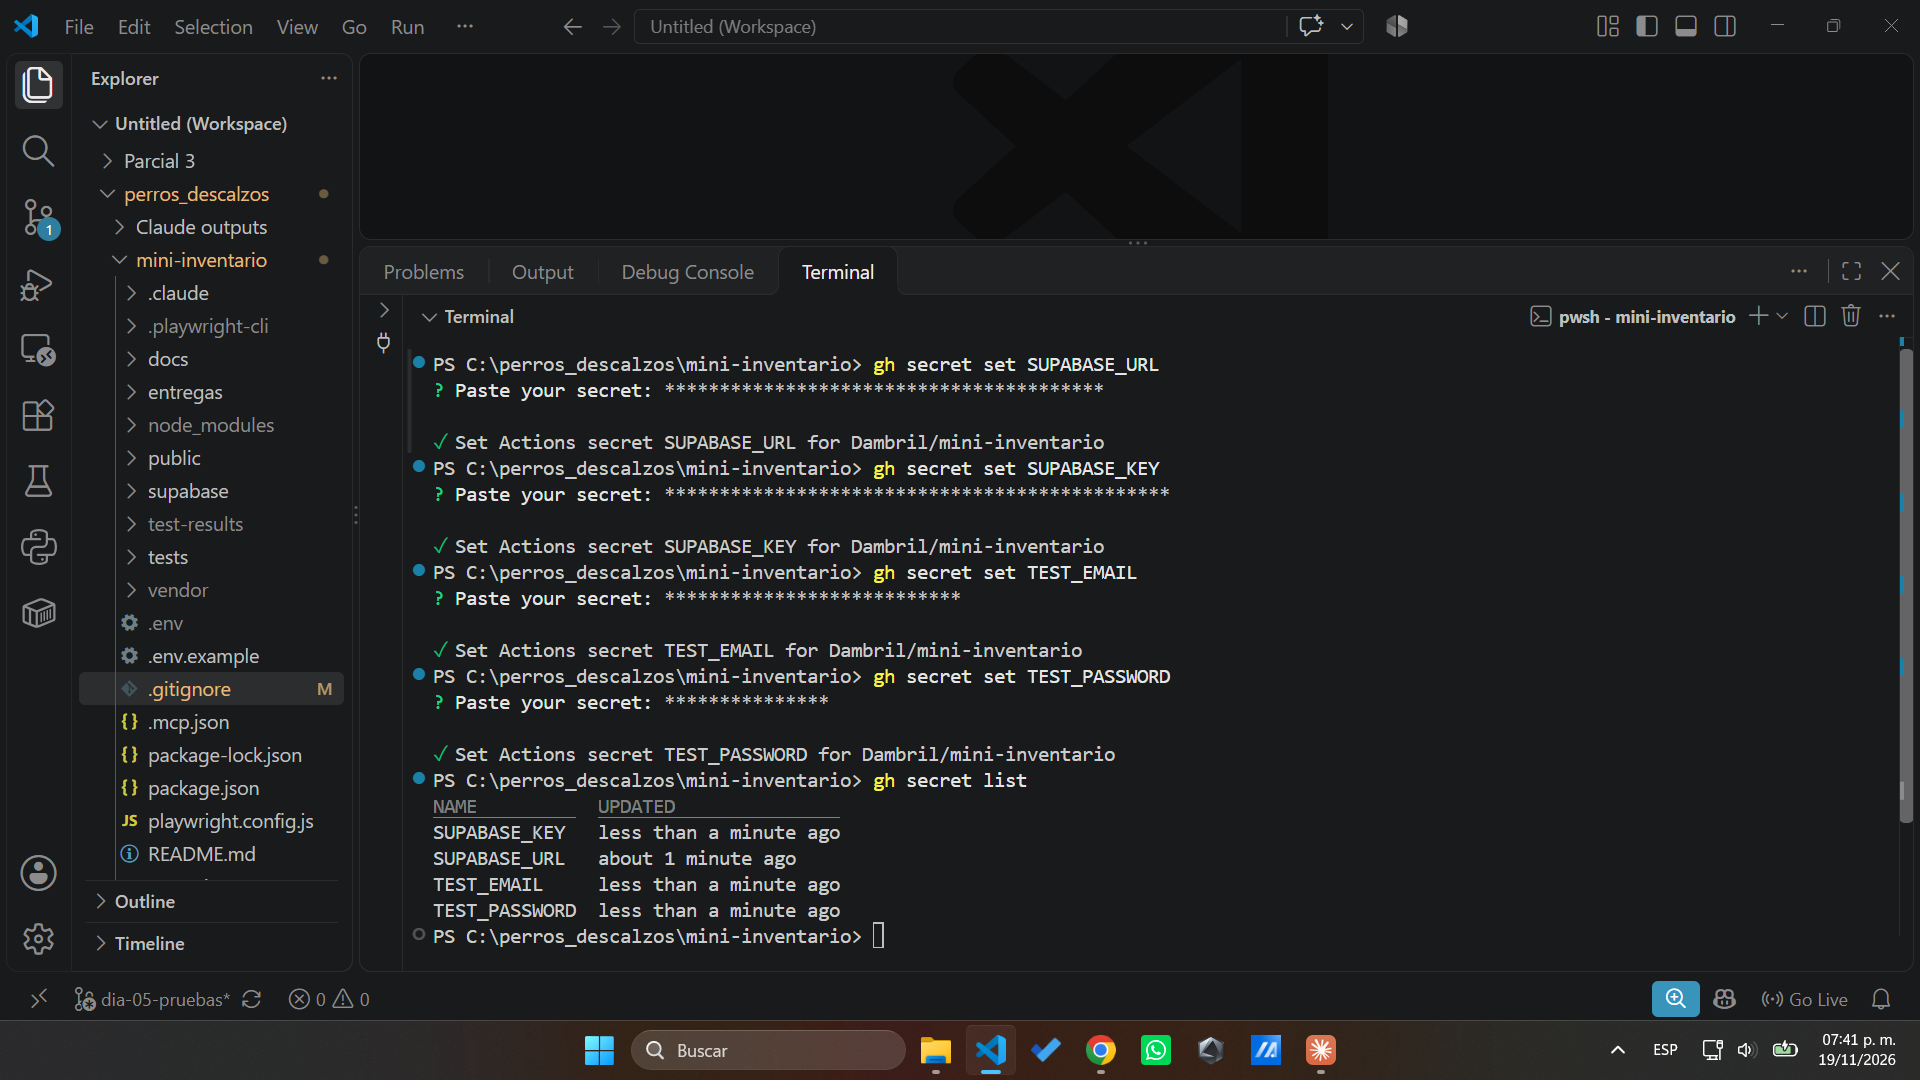 File Edit Selection View Go Run ···
Untitled (Workspace)
Explorer
Untitled (Workspace)
Parcial 3
perros_descalzos
Claude outputs
mini-inventario
.claude
.playwright-cli
docs
entregas
node_modules
public
supabase
test-results
tests
vendor
.env
.env.example
.gitignore M
.mcp.json
package-lock.json
package.json
playwright.config.js
README.md
Outline
Timeline
1
Problems Output Debug Console Terminal
Terminal
pwsh - mini-inventario
PS C:\perros_descalzos\mini-inventario> gh secret set SUPABASE_URL
? Paste your secret: ****************************************
✓ Set Actions secret SUPABASE_URL for Dambril/mini-inventario
PS C:\perros_descalzos\mini-inventario> gh secret set SUPABASE_KEY
? Paste your secret: **********************************************
✓ Set Actions secret SUPABASE_KEY for Dambril/mini-inventario
PS C:\perros_descalzos\mini-inventario> gh secret set TEST_EMAIL
? Paste your secret: ***************************
✓ Set Actions secret TEST_EMAIL for Dambril/mini-inventario
PS C:\perros_descalzos\mini-inventario> gh secret set TEST_PASSWORD
? Paste your secret: ***************
✓ Set Actions secret TEST_PASSWORD for Dambril/mini-inventario
PS C:\perros_descalzos\mini-inventario> gh secret list
NAME UPDATED
SUPABASE_KEY less than a minute ago
SUPABASE_URL about 1 minute ago
TEST_EMAIL less than a minute ago
TEST_PASSWORD less than a minute ago
PS C:\perros_descalzos\mini-inventario>
dia-05-pruebas* 0 0
Go Live
Buscar
ESP
07:41 p. m.
19/11/2026